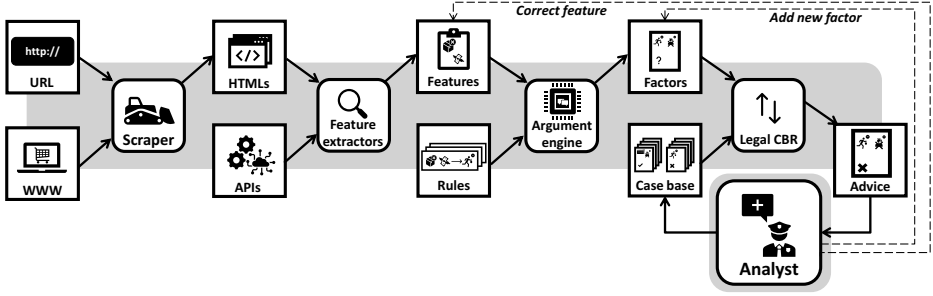 Correct feature
Add new factor
http://
URL
HTMLs
Features
Factors
Scraper
Feature
extractors
Argument
engine
Legal CBR
?
WWW
APIs
Rules
Case base
Advice
Analyst